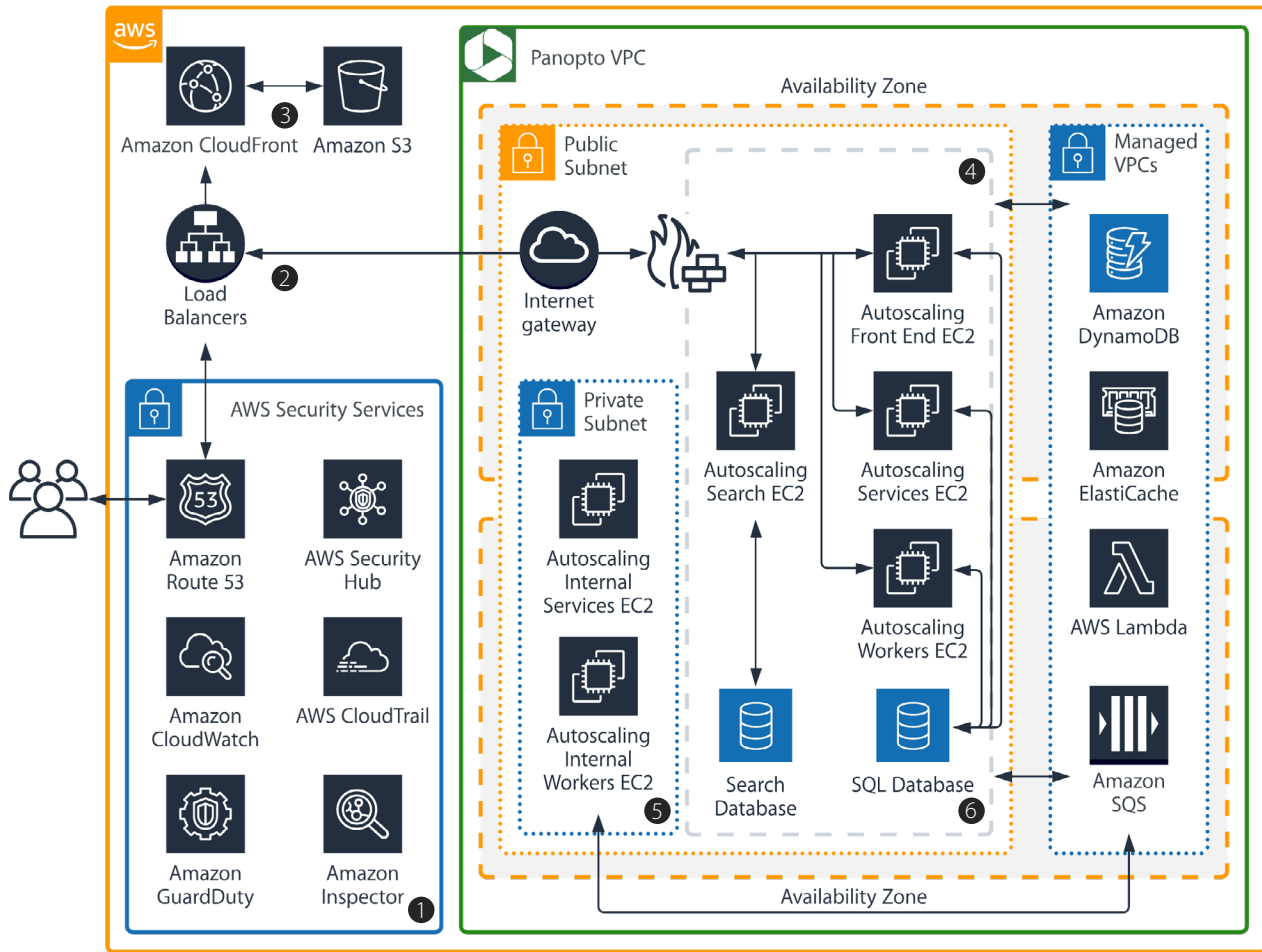 aws
Amazon CloudFront
3
Amazon S3
2
Load
Balancers
AWS Security Services
53
Amazon
Route 53
AWS Security
Hub
Amazon
CloudWatch
AWS CloudTrail
Amazon
GuardDuty
Amazon
Inspector
1
Panopto VPC
Availability Zone
Public
Subnet
4
Managed
VPCs
Internet
gateway
Autoscaling
Front End EC2
Amazon
DynamoDB
Private
Subnet
Autoscaling
Search EC2
Autoscaling
Services EC2
Amazon
ElastiCache
Autoscaling
Internal
Services EC2
Autoscaling
Workers EC2
AWS Lambda
Autoscaling
Internal
Workers EC2
5
Search
Database
SQL Database
6
Amazon
SQS
Availability Zone